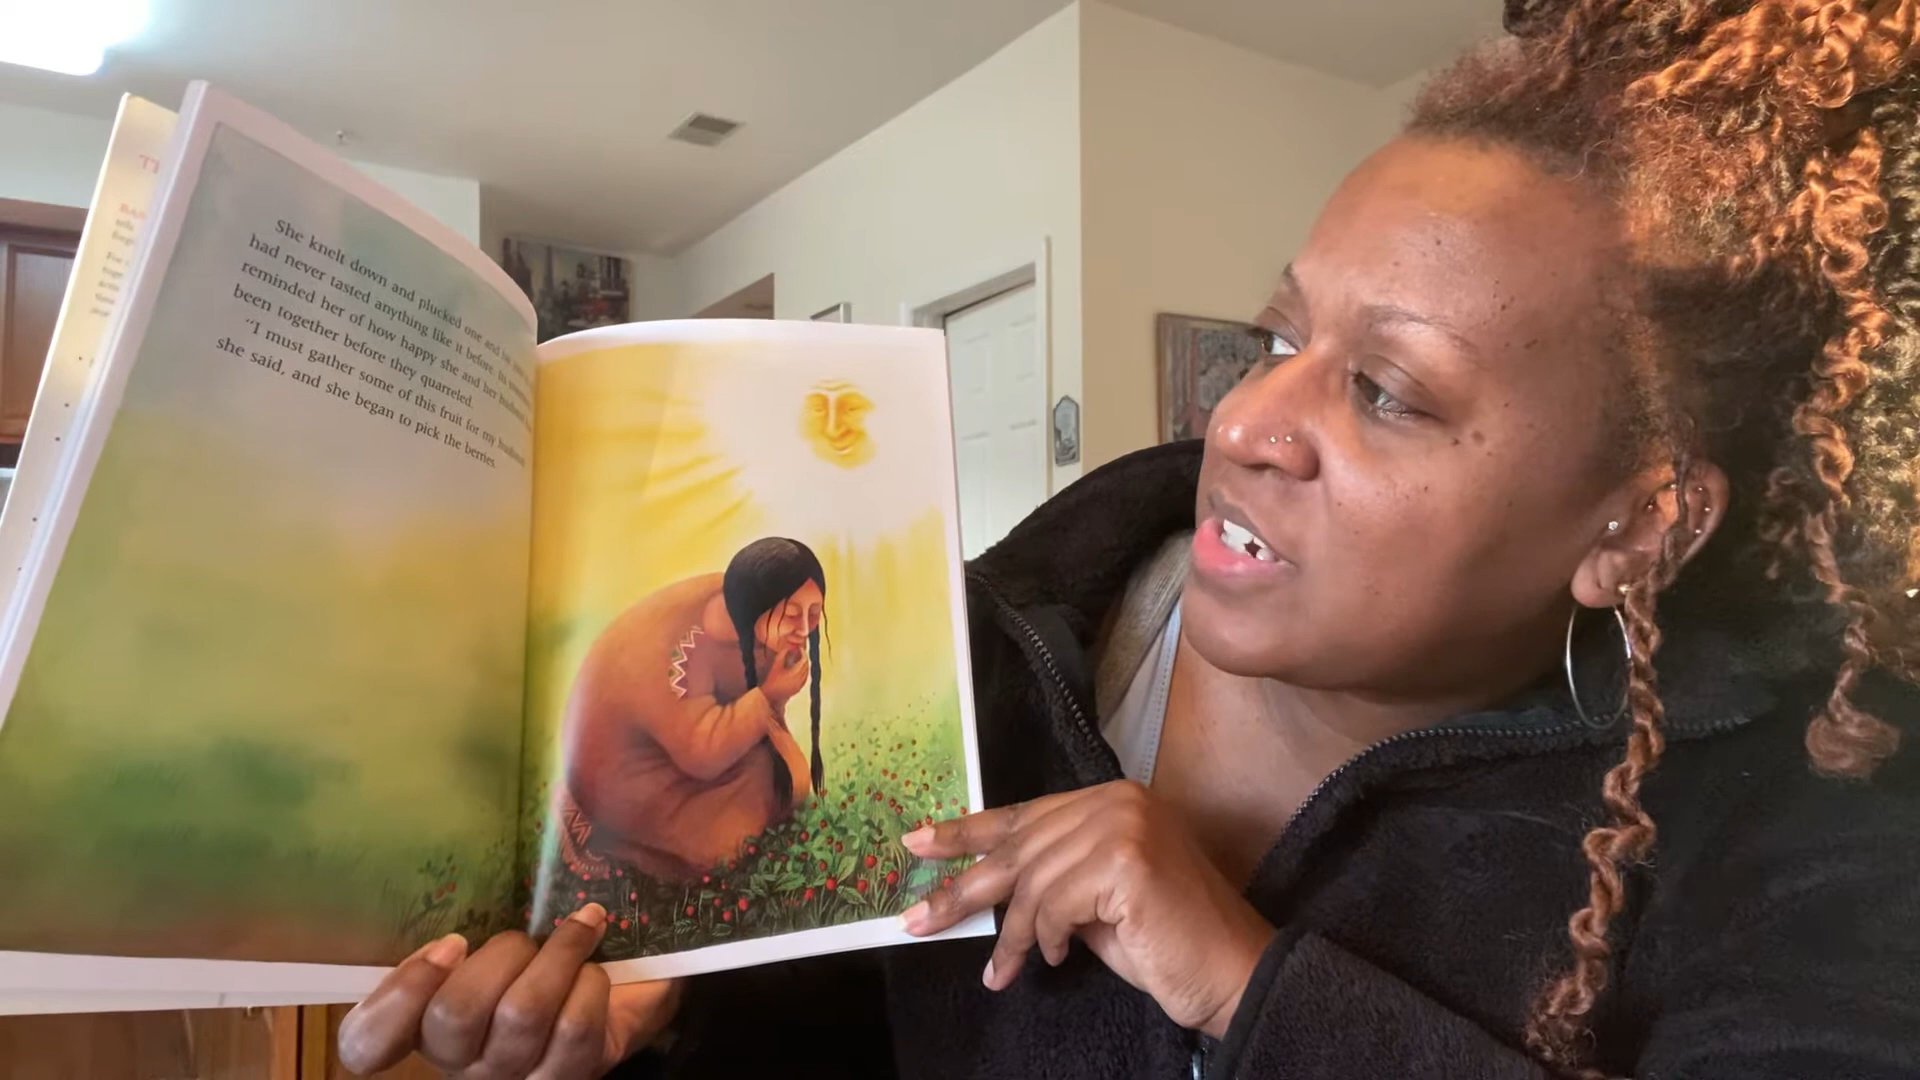 She knelt down and plucked one and
had never tasted anything like it before. Its
reminded her of how happy she and her husband
been together before they quarreled.
"I must gather some of this fruit for my
she said, and she began to pick the berries.